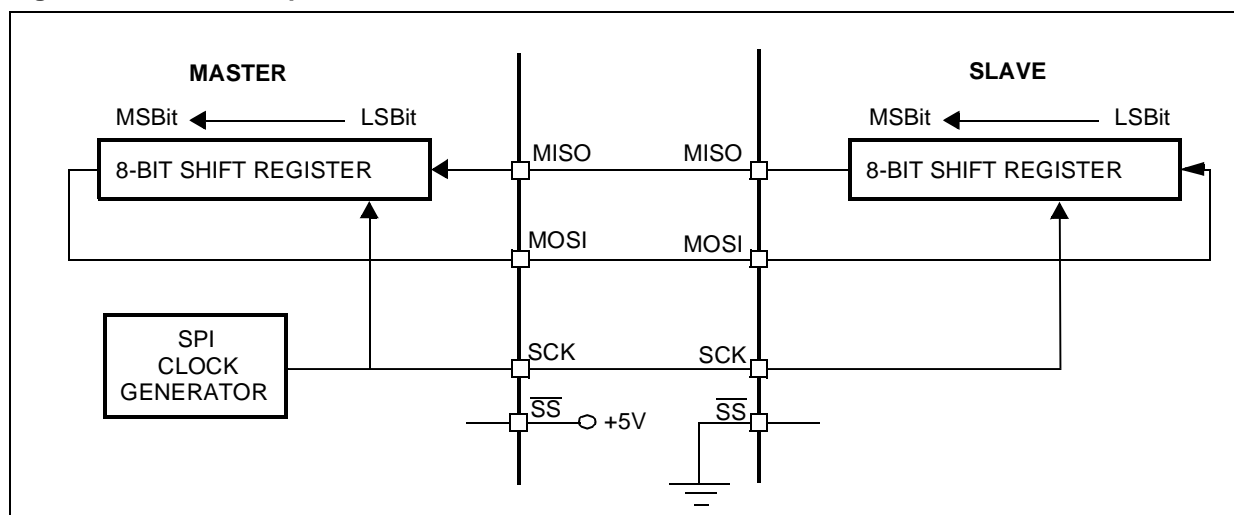 MASTER
SLAVE
MSBit
LSBit
MSBit
LSBit
8-BIT SHIFT REGISTER
MISO
MISO
8-BIT SHIFT REGISTER
MOSI
MOSI
SPI
CLOCK
GENERATOR
SCK
SCK
SS
+5V
SS